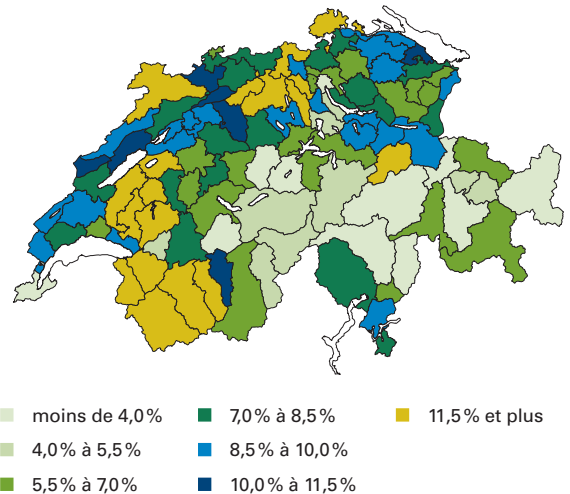 moins de 4,0 %
4,0 % à 5,5 %
5,5 % à 7,0 %
7,0 % à 8,5 %
8,5 % à 10,0 %
10,0 % à 11,5 %
11,5 % et plus